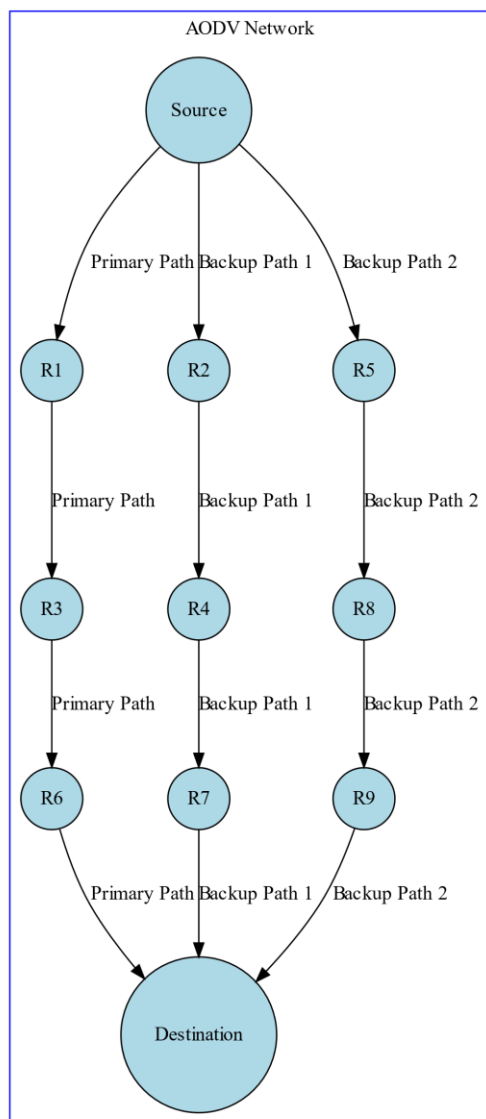 AODV Network
Source
Primary Path
Backup Path 1
Backup Path 2
R1
R2
R5
Primary Path
Backup Path 1
Backup Path 2
R3
R4
R8
Primary Path
Backup Path 1
Backup Path 2
R6
R7
R9
Primary Path
Backup Path 1
Backup Path 2
Destination